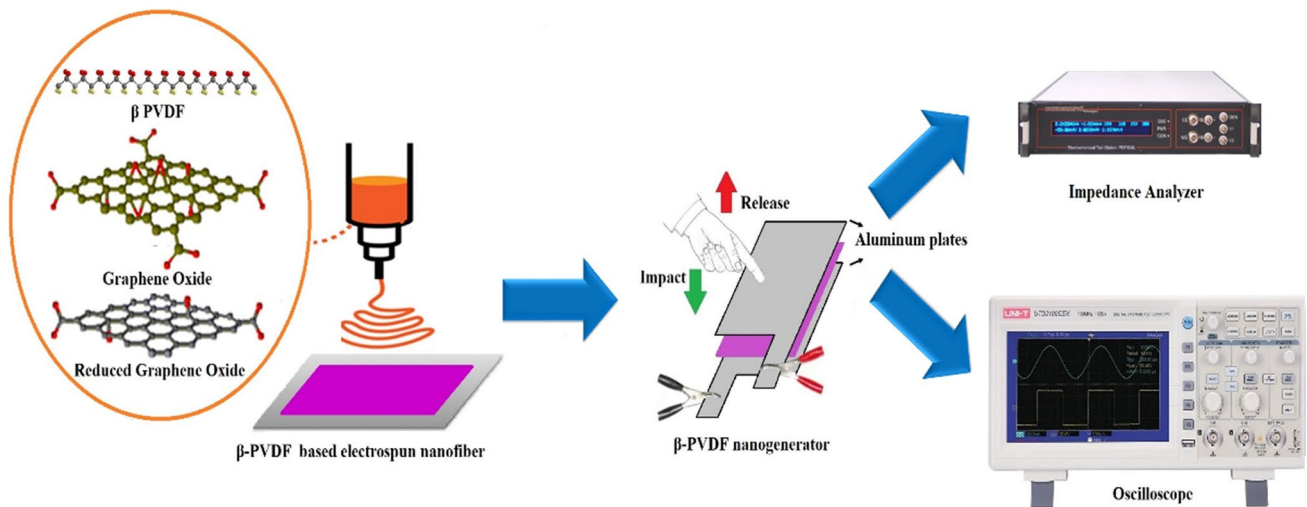 β PVDF
Graphene Oxide
Reduced Graphene Oxide
β-PVDF based electrospun nanofiber
Release
Impact
Aluminum plates
β-PVDF nanogenerator
Impedance Analyzer
UNI-T
Oscilloscope